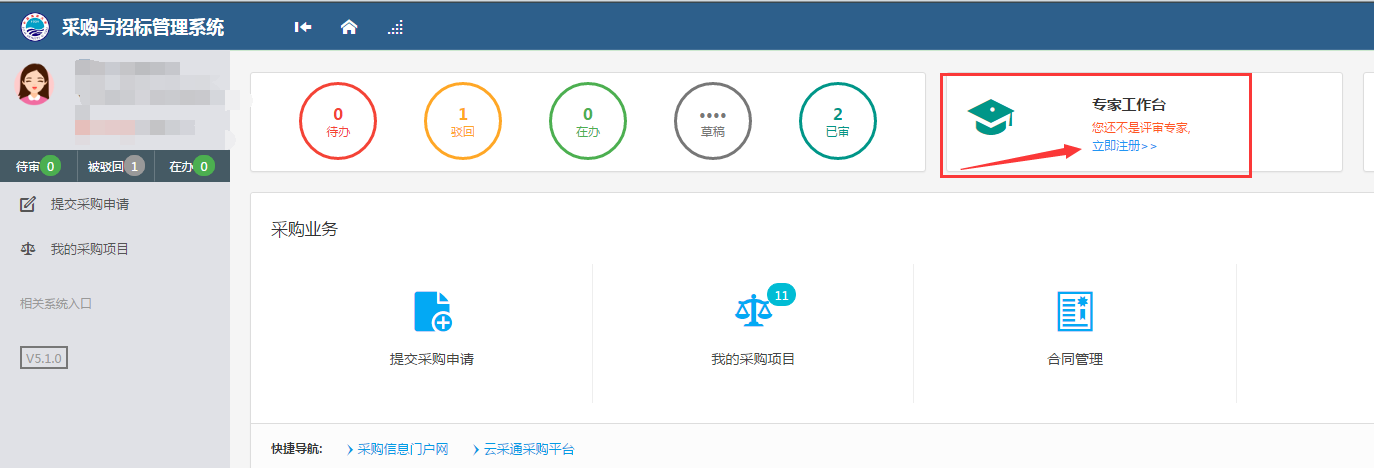 采购与招标管理系统
待审 0 被驳回 1 在办 0
提交采购申请
我的采购项目
相关系统入口
V5.1.0
0
待办
1
驳回
0
在办
••••
草稿
2
已审
专家工作台
您还不是评审专家,
立即注册>>
采购业务
提交采购申请
11
我的采购项目
合同管理
快捷导航: 采购信息门户网 云采通采购平台